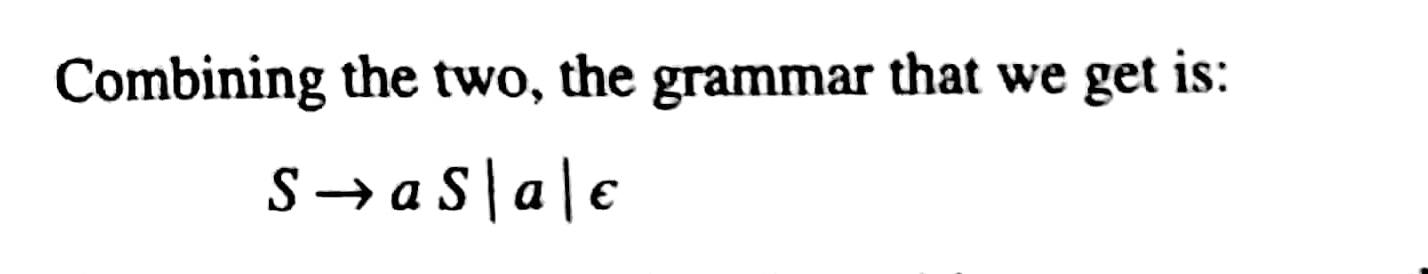 Combining the two, the grammar that we get is:
S → a S | a | ϵ